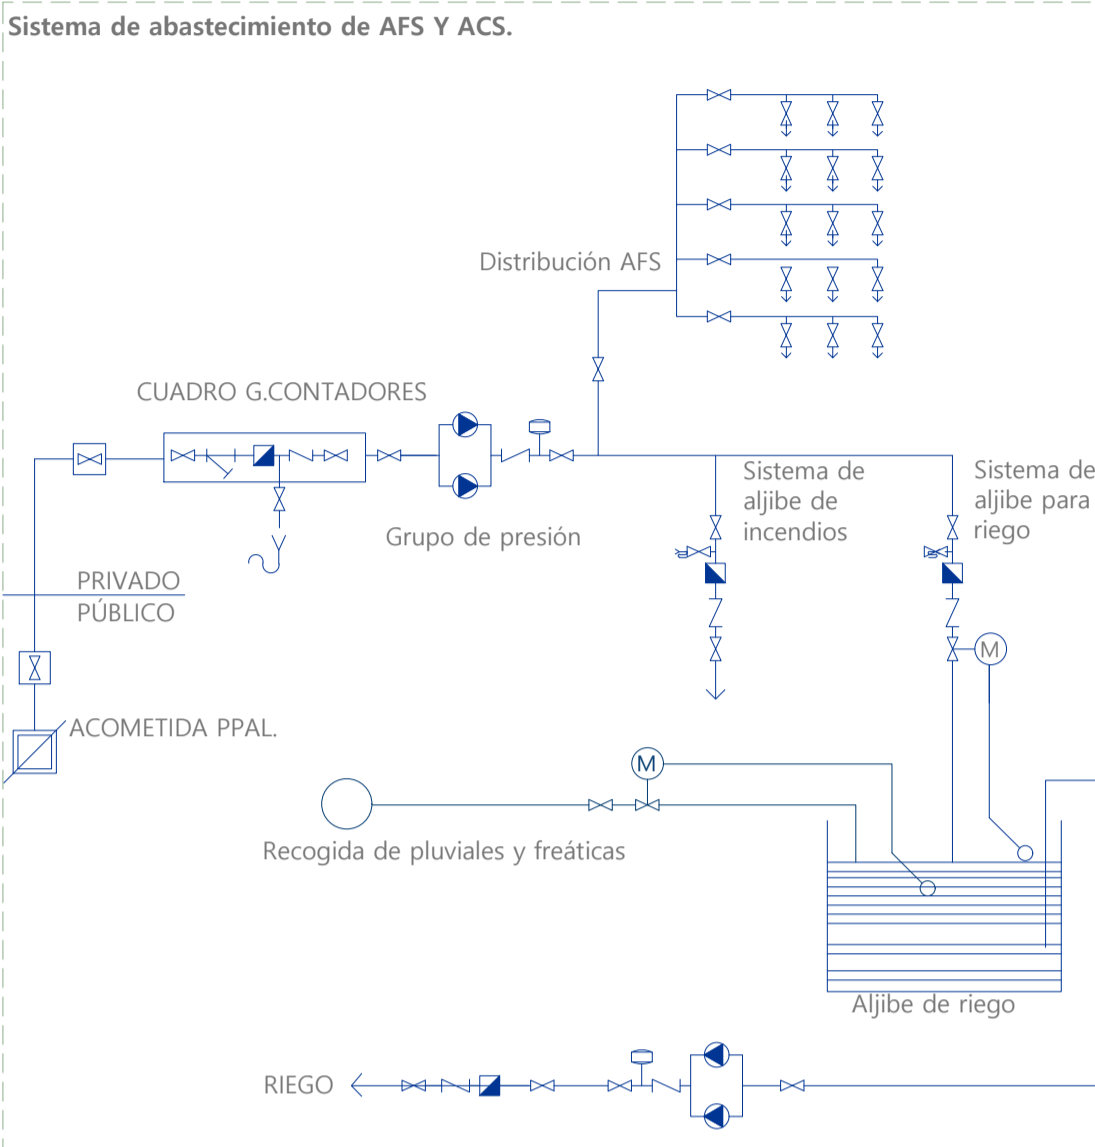 Sistema de abastecimiento de AFS Y ACS.
Distribución AFS
CUADRO G.CONTADORES
Grupo de presión
Sistema de
aljibe de
incendios
Sistema de
aljibe para
riego
PRIVADO
PÚBLICO
M
ACOMETIDA PPAL.
M
Recogida de pluviales y freáticas
Aljibe de riego
RIEGO